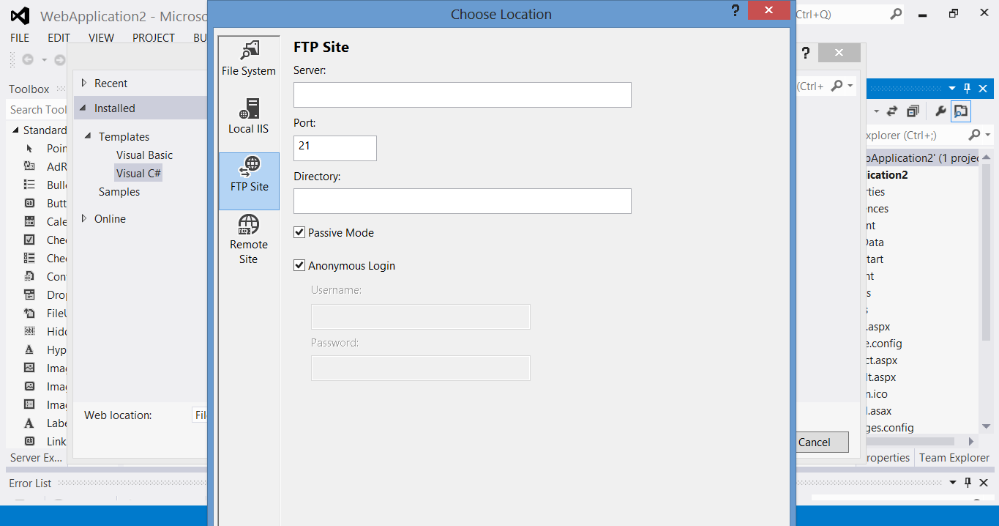 WebApplication2 - Microso
Choose Location
?
Ctrl+Q)
FILE EDIT VIEW PROJECT BU
Toolbox
Search Tool
Standard
Poin
AdR
Bulle
Butt
Cale
Chec
Chec
Con
Drop
FileU
Hidd
Hyp
Imag
Imag
Imag
Labe
Link
Server Ex...
Error List
Recent
Installed
Templates
Visual Basic
Visual C#
Samples
Online
Web location:
File
File System
Local IIS
FTP Site
Remote
Site
FTP Site
Server:
Port:
21
Directory:
Passive Mode
Anonymous Login
Username:
Password:
?
(Ctrl+
Cancel
xplorer (Ctrl+;)
bApplication2' (1 projec
lication2
rties
ences
nt
Data
tart
nt
s
s
.aspx
e.config
ct.aspx
lt.aspx
n.ico
l.asax
ges.config
roperties Team Explorer